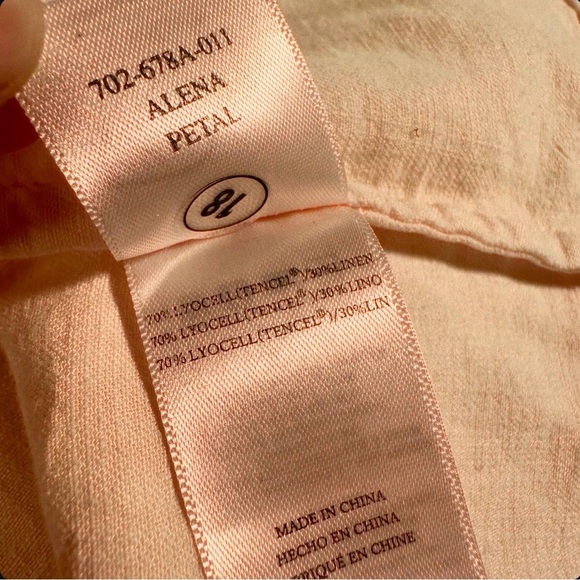 702-678A-011
ALENA
PETAL
18
70% LYOCELL(TENCEL®)/30%LINEN
70% LYOCELL(TENCEL®)/30%LINO
70% LYOCELL(TENCEL®)/30%LIN
MADE IN CHINA
HECHO EN CHINA
FABRIQUÉ EN CHINE